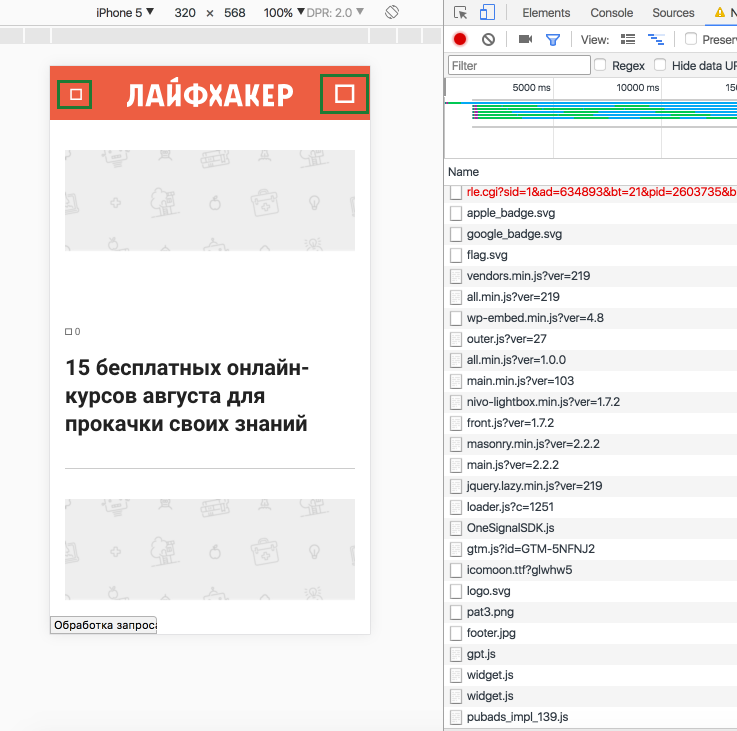 iPhone 5 ▼ 320 × 568 100% ▼ DPR: 2.0 ▼
ЛАЙФХАКЕР
0
15 бесплатных онлайн-
курсов августа для
прокачки своих знаний
Обработка запроса
Elements Console Sources
View: Preserv
Filter Regex Hide data UR
5000 ms 10000 ms 150
Name
rle.cgi?sid=1&ad=634893&bt=21&pid=2603735&b
apple_badge.svg
google_badge.svg
flag.svg
vendors.min.js?ver=219
all.min.js?ver=219
wp-embed.min.js?ver=4.8
outer.js?ver=27
all.min.js?ver=1.0.0
main.min.js?ver=103
nivo-lightbox.min.js?ver=1.7.2
front.js?ver=1.7.2
masonry.min.js?ver=2.2.2
main.js?ver=2.2.2
jquery.lazy.min.js?ver=219
loader.js?c=1251
OneSignalSDK.js
gtm.js?id=GTM-5NFNJ2
icomoon.ttf?glwhw5
logo.svg
pat3.png
footer.jpg
gpt.js
widget.js
widget.js
pubads_impl_139.js